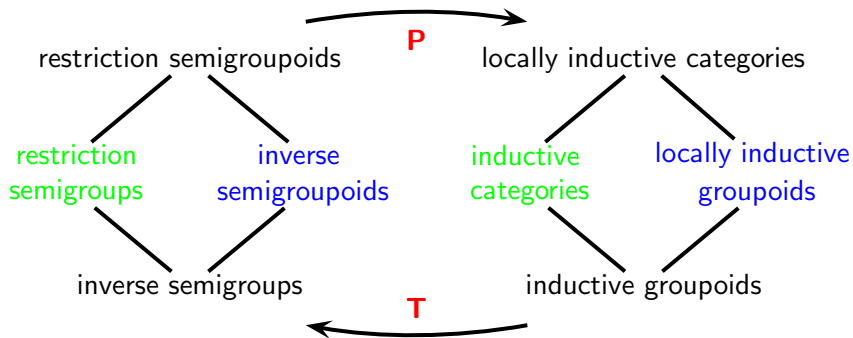 P
restriction semigroupoids
locally inductive categories
restriction
semigroups
inverse
semigroupoids
inductive
categories
locally inductive
groupoids
inverse semigroups
inductive groupoids
T